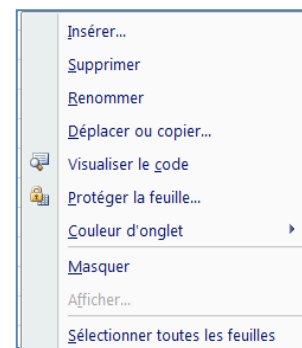 Insérer...
Supprimer
Renommer
Déplacer ou copier...
Visualiser le code
Protéger la feuille...
Couleur d'onglet
Masquer
Afficher...
Sélectionner toutes les feuilles